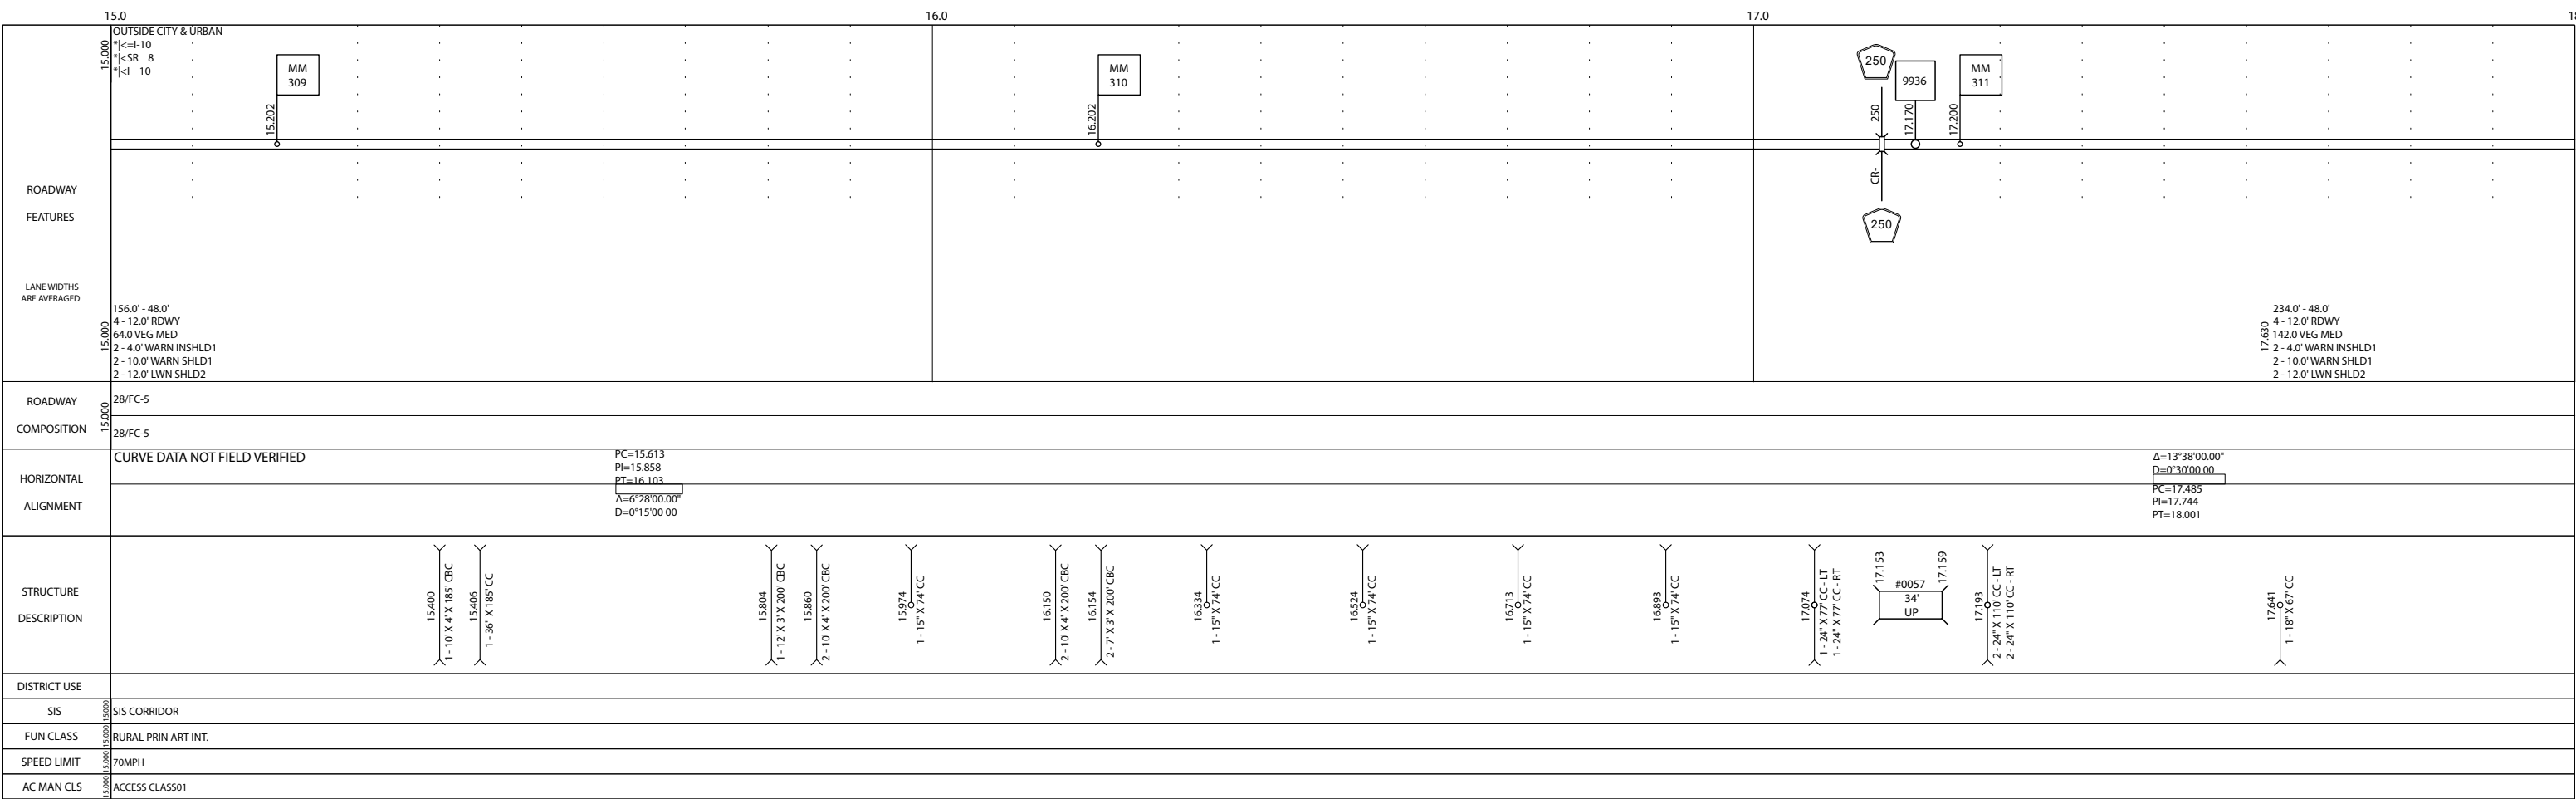 15.0
16.0
17.0
15.000
OUTSIDE CITY & URBAN
*|<=I-10
*|<SR 8
*|<I 10
MM
309
15.202
MM
310
16.202
250
250
CR-
250
9936
17.170
MM
311
17.200
ROADWAY
FEATURES
LANE WIDTHS
ARE AVERAGED
15.000
156.0' - 48.0'
4 - 12.0' RDWY
64.0 VEG MED
2 - 4.0' WARN INSHLD1
2 - 10.0' WARN SHLD1
2 - 12.0' LWN SHLD2
17.630
234.0' - 48.0'
4 - 12.0' RDWY
142.0 VEG MED
2 - 4.0' WARN INSHLD1
2 - 10.0' WARN SHLD1
2 - 12.0' LWN SHLD2
ROADWAY
COMPOSITION
15.000
28/FC-5
28/FC-5
HORIZONTAL
ALIGNMENT
CURVE DATA NOT FIELD VERIFIED
PC=15.613
PI=15.858
PT=16.103
Δ=6°28'00.00"
D=0°15'00 00
Δ=13°38'00.00"
D=0°30'00 00
PC=17.485
PI=17.744
PT=18.001
STRUCTURE
DESCRIPTION
15.400
1 - 10' X 4' X 185' CBC
15.406
1 - 36" X 185' CC
15.804
1 - 12' X 3' X 200' CBC
15.860
2 - 10' X 4' X 200' CBC
15.974
1 - 15" X 74' CC
16.150
2 - 10' X 4' X 200' CBC
16.154
2 - 7' X 3' X 200' CBC
16.334
1 - 15" X 74' CC
16.524
1 - 15" X 74' CC
16.713
1 - 15" X 74' CC
16.893
1 - 15" X 74' CC
17.074
1 - 24" X 77' CC - LT
1 - 24" X 77' CC - RT
17.153
17.159
#0057
34'
UP
17.193
2 - 24" X 110' CC - LT
2 - 24" X 110' CC - RT
17.641
1 - 18" X 67' CC
DISTRICT USE
SIS
15.000
SIS CORRIDOR
FUN CLASS
15.000
RURAL PRIN ART INT.
SPEED LIMIT
15.000
70MPH
AC MAN CLS
15.000
ACCESS CLASS01